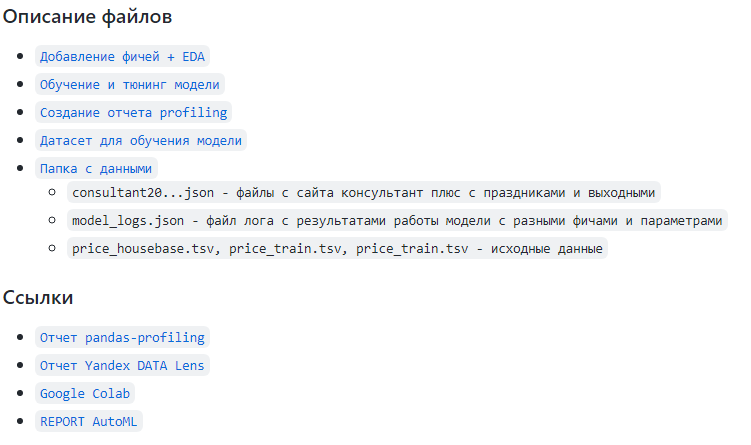 Описание файлов
Добавление фичей + EDA
Обучение и тюнинг модели
Создание отчета profiling
Датасет для обучения модели
Папка с данными
consultant20...json - файлы с сайта консультант плюс с праздниками и выходными
model_logs.json - файл лога с результатами работы модели с разными фичами и параметрами
price_housebase.tsv, price_train.tsv, price_train.tsv - исходные данные
Ссылки
Отчет pandas-profiling
Отчет Yandex DATA Lens
Google Colab
REPORT AutoML